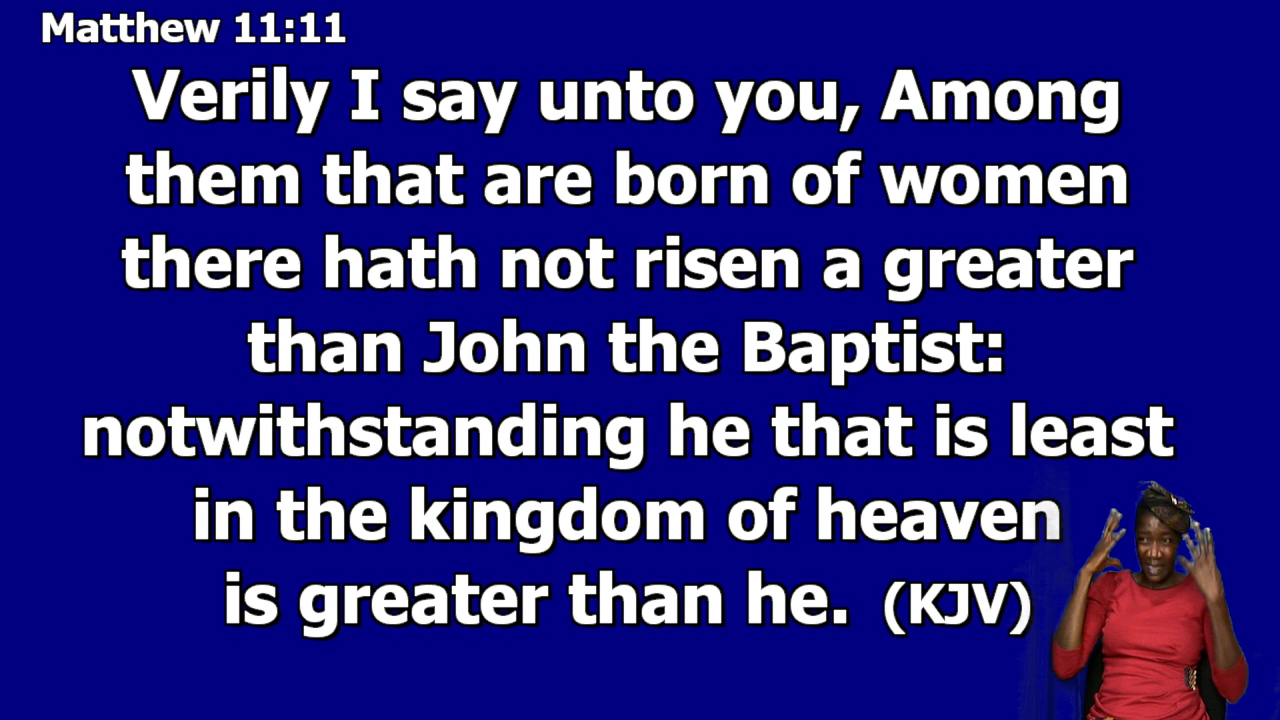 Matthew 11:11
Verily I say unto you, Among
them that are born of women
there hath not risen a greater
than John the Baptist:
notwithstanding he that is least
in the kingdom of heaven
is greater than he. (KJV)